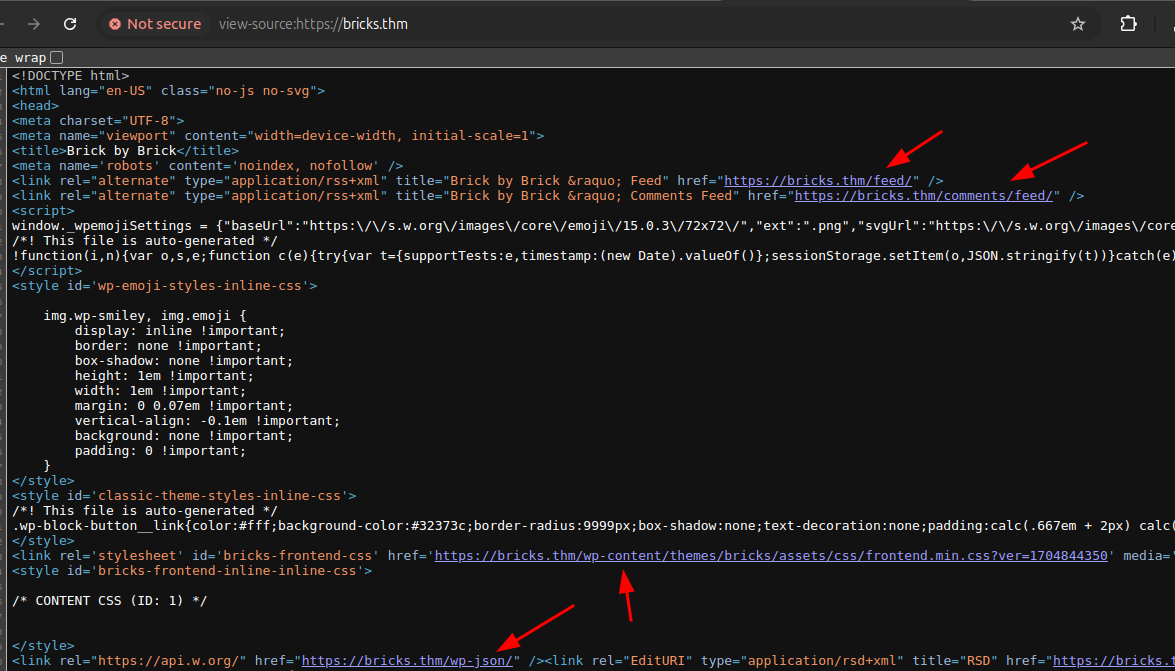 Not secure view-source:https://bricks.thm
e wrap
<!DOCTYPE html>
<html lang="en-US" class="no-js no-svg">
<head>
<meta charset="UTF-8">
<meta name="viewport" content="width=device-width, initial-scale=1">
<title>Brick by Brick</title>
<meta name='robots' content='noindex, nofollow' />
<link rel="alternate" type="application/rss+xml" title="Brick by Brick &raquo; Feed" href="https://bricks.thm/feed/" />
<link rel="alternate" type="application/rss+xml" title="Brick by Brick &raquo; Comments Feed" href="https://bricks.thm/comments/feed/" />
<script>
window._wpemojiSettings = {"baseUrl":"https:\/\/s.w.org\/images\/core\/emoji\/15.0.3\/72x72\/","ext":".png","svgUrl":"https:\/\/s.w.org\/images\/core
/*! This file is auto-generated */
!function(i,n){var o,s,e;function c(e){try{var t={supportTests:e,timestamp:(new Date).valueOf()};sessionStorage.setItem(o,JSON.stringify(t))}catch(e)
</script>
<style id='wp-emoji-styles-inline-css'>
img.wp-smiley, img.emoji {
display: inline !important;
border: none !important;
box-shadow: none !important;
height: 1em !important;
width: 1em !important;
margin: 0 0.07em !important;
vertical-align: -0.1em !important;
background: none !important;
padding: 0 !important;
}
</style>
<style id='classic-theme-styles-inline-css'>
/*! This file is auto-generated */
.wp-block-button__link{color:#fff;background-color:#32373c;border-radius:9999px;box-shadow:none;text-decoration:none;padding:calc(.667em + 2px) calc(
</style>
<link rel='stylesheet' id='bricks-frontend-css' href='https://bricks.thm/wp-content/themes/bricks/assets/css/frontend.min.css?ver=1704844350' media='
<style id='bricks-frontend-inline-inline-css'>
/* CONTENT CSS (ID: 1) */
</style>
<link rel="https://api.w.org/" href="https://bricks.thm/wp-json/" /><link rel="EditURI" type="application/rsd+xml" title="RSD" href="https://bricks.